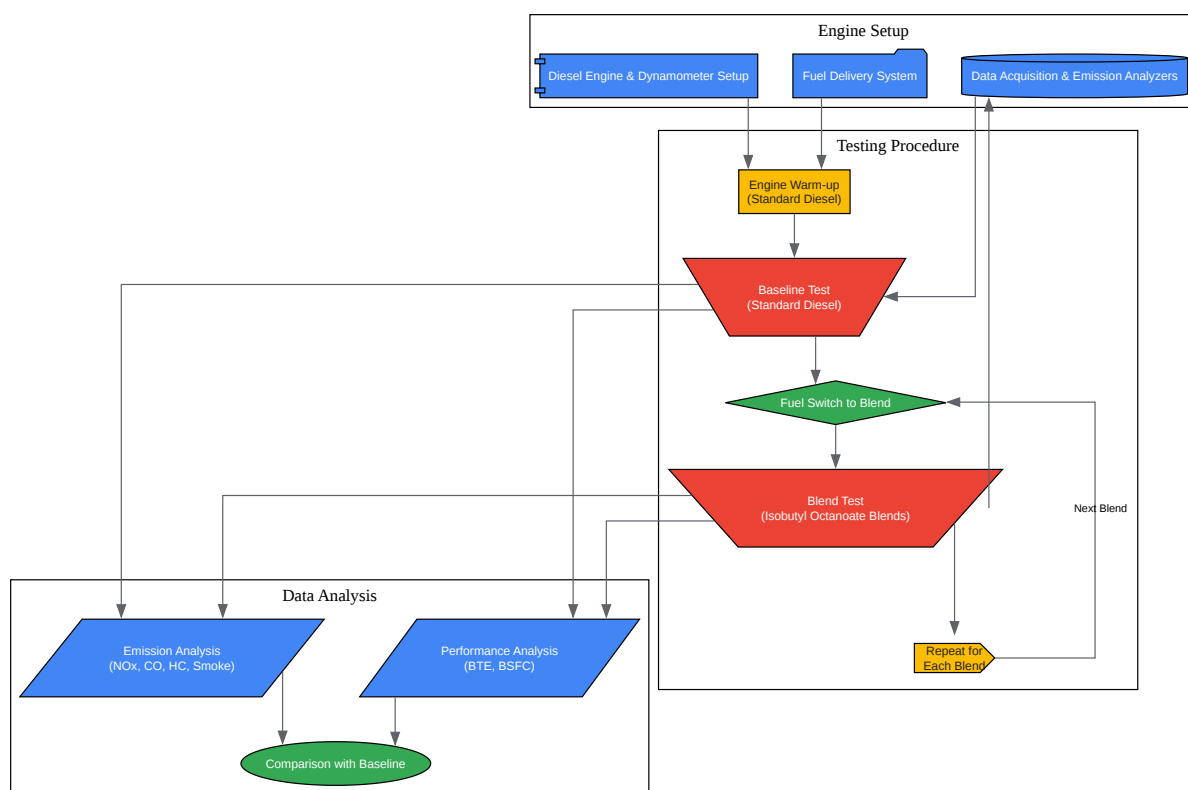 Engine Setup
Diesel Engine & Dynamometer Setup
Fuel Delivery System
Data Acquisition & Emission Analyzers
Testing Procedure
Engine Warm-up
(Standard Diesel)
Baseline Test
(Standard Diesel)
Fuel Switch to Blend
Blend Test
(Isobutyl Octanoate Blends)
Next Blend
Repeat for
Each Blend
Data Analysis
Emission Analysis
(NOx, CO, HC, Smoke)
Performance Analysis
(BTE, BSFC)
Comparison with Baseline